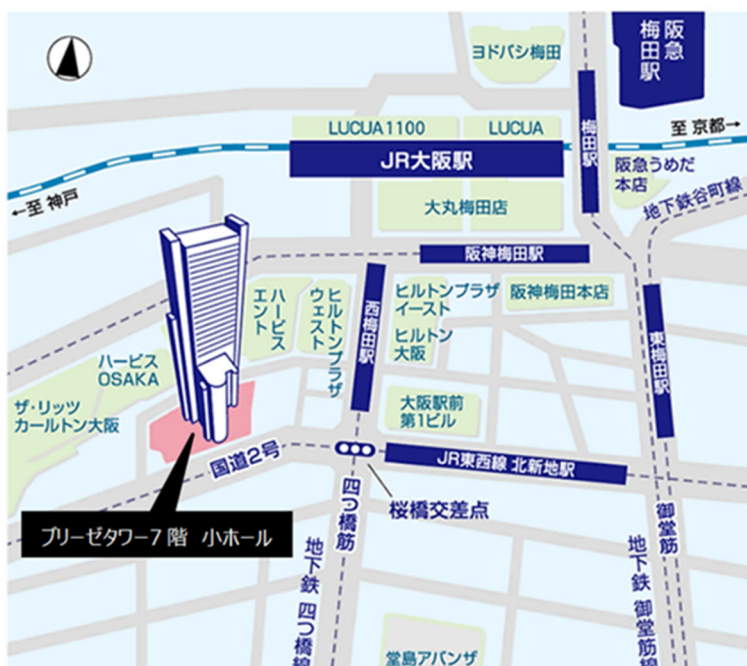 ヨドバシ梅田
阪急
梅田駅
LUCUA1100
LUCUA
梅田駅
至 京都→
JR大阪駅
阪急うめだ
本店
←至 神戸
大丸梅田店
地下鉄谷町線
阪神梅田駅
ハービス
エント
ヒルトンプラザ
ウェスト
西梅田駅
ヒルトンプラザ
イースト
ヒルトン
大阪
阪神梅田本店
東梅田駅
ハービス
OSAKA
ザ・リッツ
カールトン大阪
大阪駅前
第1ビル
国道2号
JR東西線 北新地駅
桜橋交差点
ブリーゼタワー7階 小ホール
四つ橋筋
地下鉄 四つ橋線
御堂筋
地下鉄 御堂筋線
堂島アバンザ